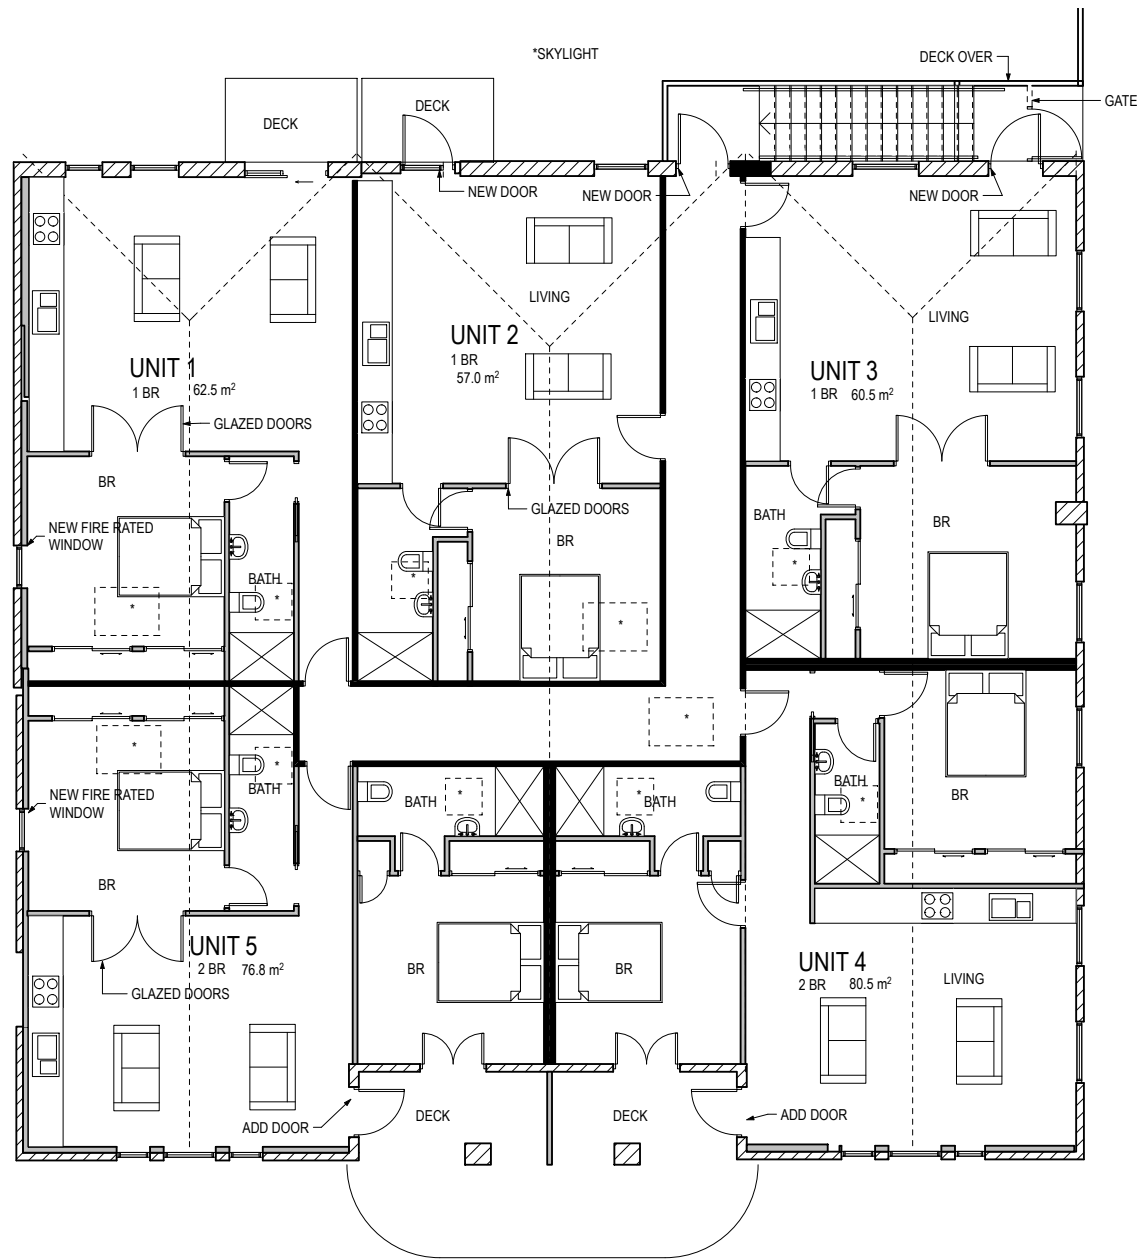 *SKYLIGHT
DECK OVER
GATE
DECK
DECK
NEW DOOR
NEW DOOR
NEW DOOR
LIVING
LIVING
UNIT 1
1 BR 62.5 m²
UNIT 2
1 BR
57.0 m²
UNIT 3
1 BR 60.5 m²
GLAZED DOORS
BR
GLAZED DOORS
BR
BATH
BR
NEW FIRE RATED
WINDOW
BATH
*
*
*
*
*
*
*
*
BATH
NEW FIRE RATED
WINDOW
BATH
*
*
BATH
BATH
*
BR
BR
UNIT 5
2 BR 76.8 m²
GLAZED DOORS
BR
BR
UNIT 4
2 BR 80.5 m²
LIVING
ADD DOOR
DECK
DECK
ADD DOOR